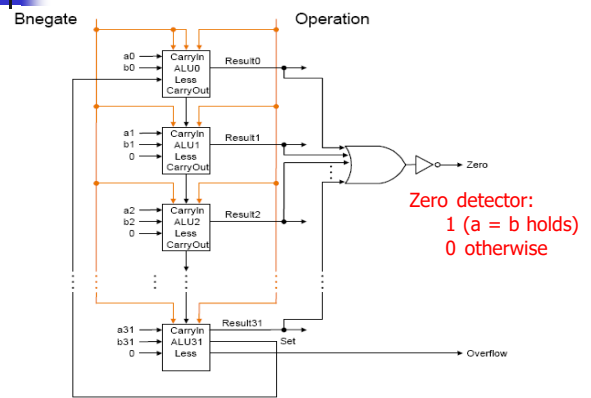 Bnegate Operation
a0 CarryIn Result0
b0 ALU0
Less
CarryOut
a1 CarryIn Result1
b1 ALU1
0 Less
CarryOut
Zero
Zero detector:
1 (a = b holds)
0 otherwise
a2 CarryIn Result2
b2 ALU2
0 Less
CarryOut
a31 CarryIn Result31
b31 ALU31 Set
0 Less Overflow